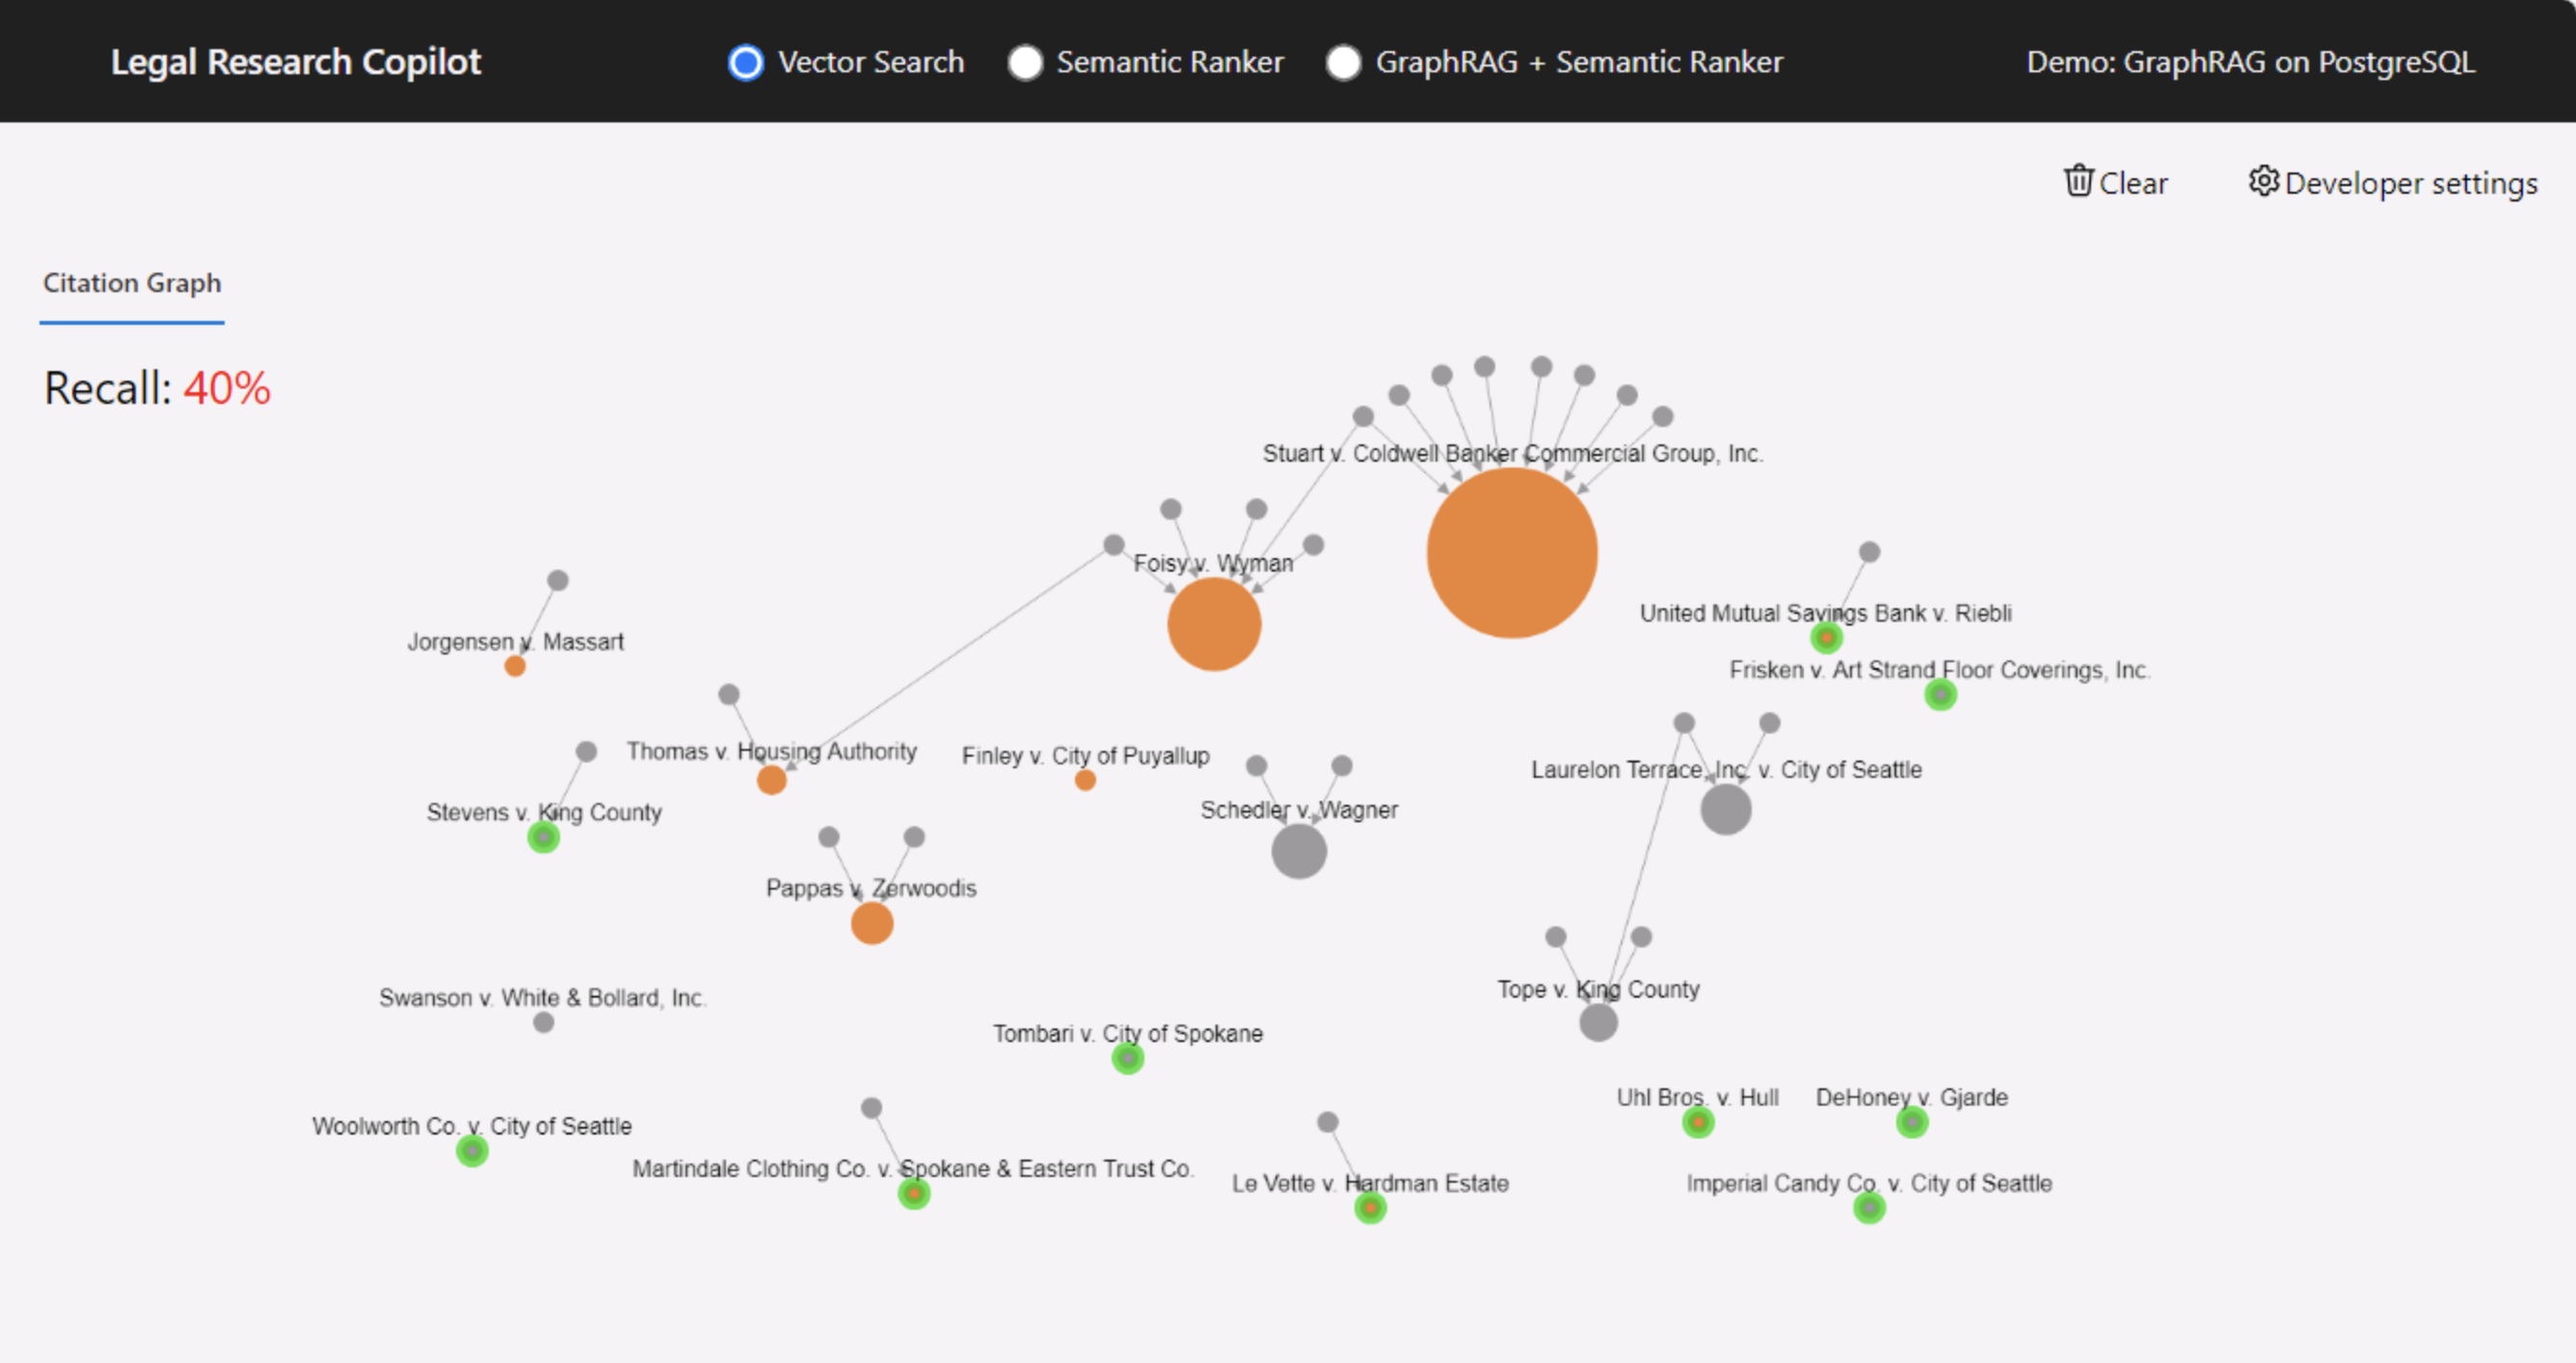 Legal Research Copilot
Vector Search
Semantic Ranker
GraphRAG + Semantic Ranker
Demo: GraphRAG on PostgreSQL
Clear
Developer settings
Citation Graph
Recall: 40%
Stuart v. Coldwell Banker Commercial Group, Inc.
Foisy v. Wyman
United Mutual Savings Bank v. Riebli
Jorgensen v. Massart
Frisken v. Art Strand Floor Coverings, Inc.
Thomas v. Housing Authority
Finley v. City of Puyallup
Laurelon Terrace, Inc. v. City of Seattle
Stevens v. King County
Schedler v. Wagner
Pappas v. Zerwoodis
Swanson v. White & Bollard, Inc.
Tope v. King County
Tombari v. City of Spokane
Uhl Bros. v. Hull
DeHoney v. Gjarde
Woolworth Co. v. City of Seattle
Martindale Clothing Co. v. Spokane & Eastern Trust Co.
Le Vette v. Hardman Estate
Imperial Candy Co. v. City of Seattle